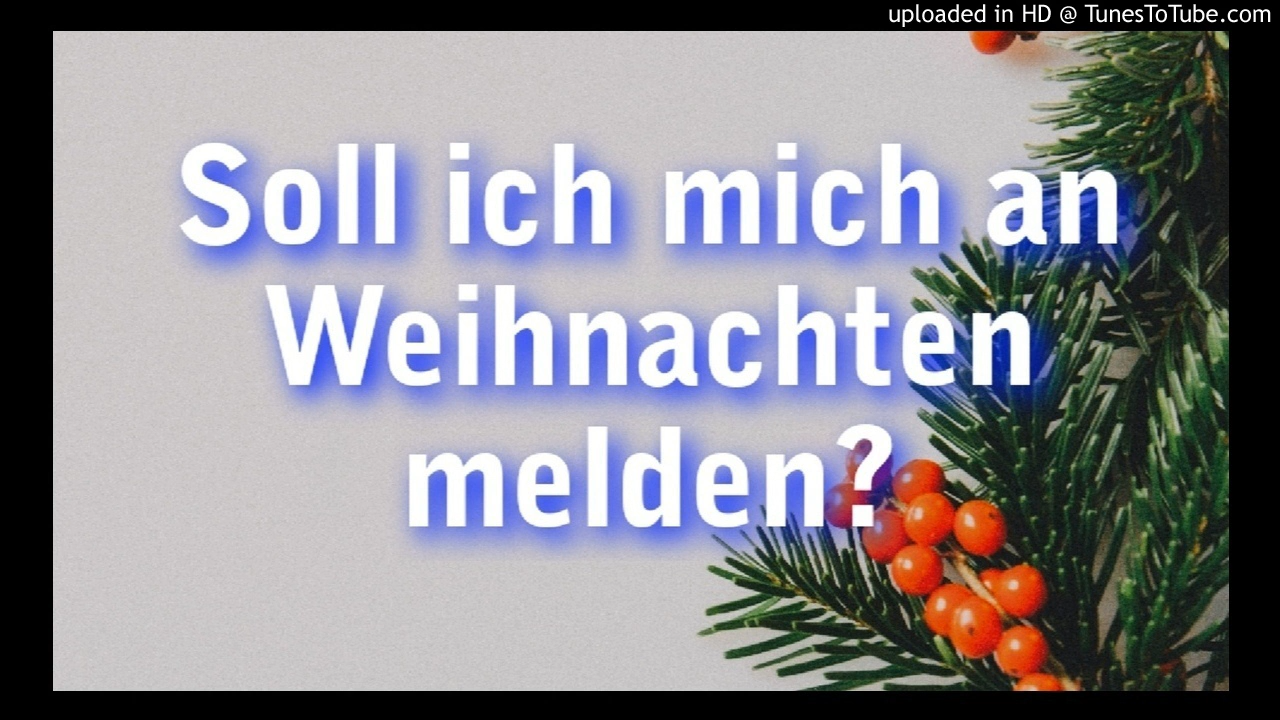 uploaded in HD @ TunesToTube.com
Soll ich mich an
Weihnachten
melden?